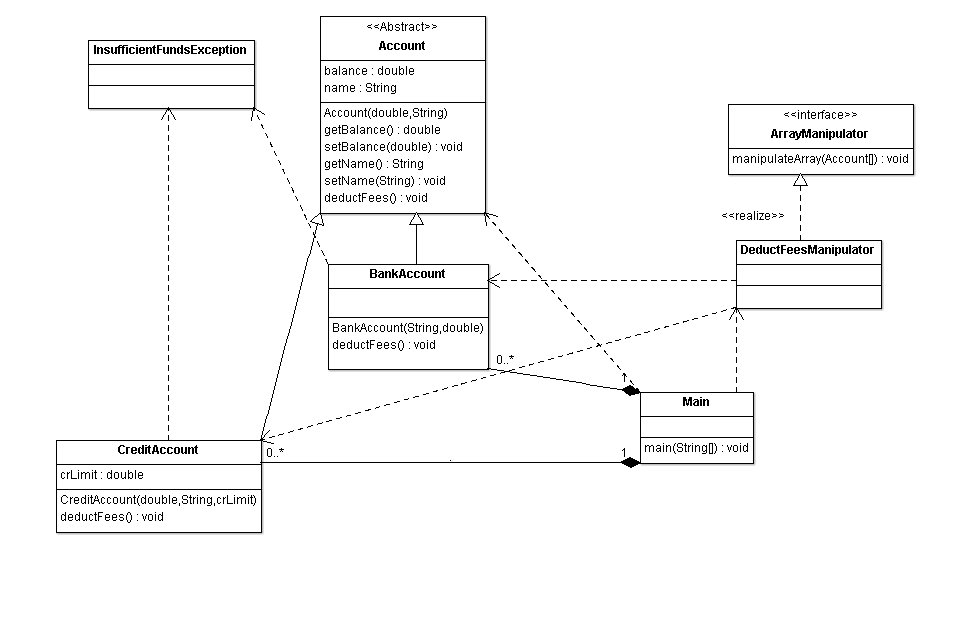 InsufficientFundsException
<<Abstract>>
Account
balance : double
name : String
Account(double,String)
getBalance() : double
setBalance(double) : void
getName() : String
setName(String) : void
deductFees() : void
<<interface>>
ArrayManipulator
manipulateArray(Account[]) : void
<<realize>>
DeductFeesManipulator
BankAccount
BankAccount(String,double)
deductFees() : void
0..*
1
Main
main(String[]) : void
CreditAccount
crLimit : double
CreditAccount(double,String,crLimit)
deductFees() : void
0..*
1